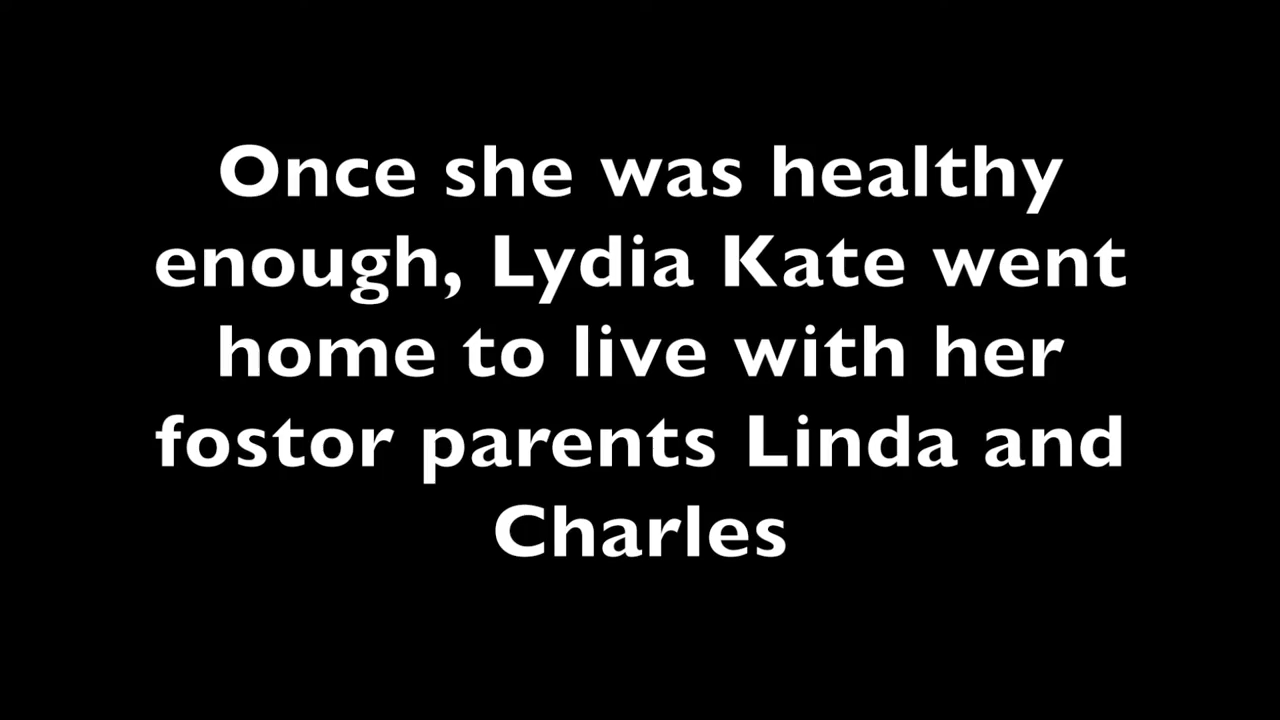 Once she was healthy
enough, Lydia Kate went
home to live with her
fostor parents Linda and
Charles